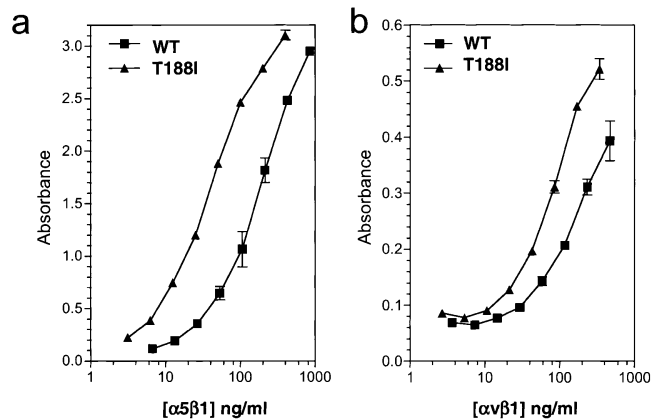 a
WT
T188I
3.0
2.5
2.0
1.5
1.0
0.5
0.0
Absorbance
1 10 100 1000
[α5β1] ng/ml
b
WT
T188I
0.6
0.5
0.4
0.3
0.2
0.1
0.0
Absorbance
1 10 100 1000
[αvβ1] ng/ml